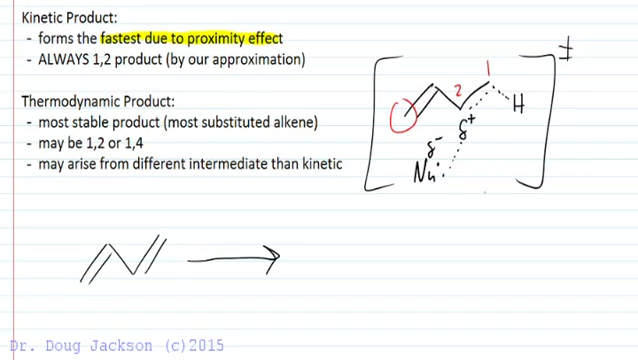 Kinetic Product:
- forms the fastest due to proximity effect
- ALWAYS 1,2 product (by our approximation)
Thermodynamic Product:
- most stable product (most substituted alkene)
- may be 1,2 or 1,4
- may arise from different intermediate than kinetic
‡
1
2
H
δ+
δ-
Nu
Dr. Doug Jackson (c)2015